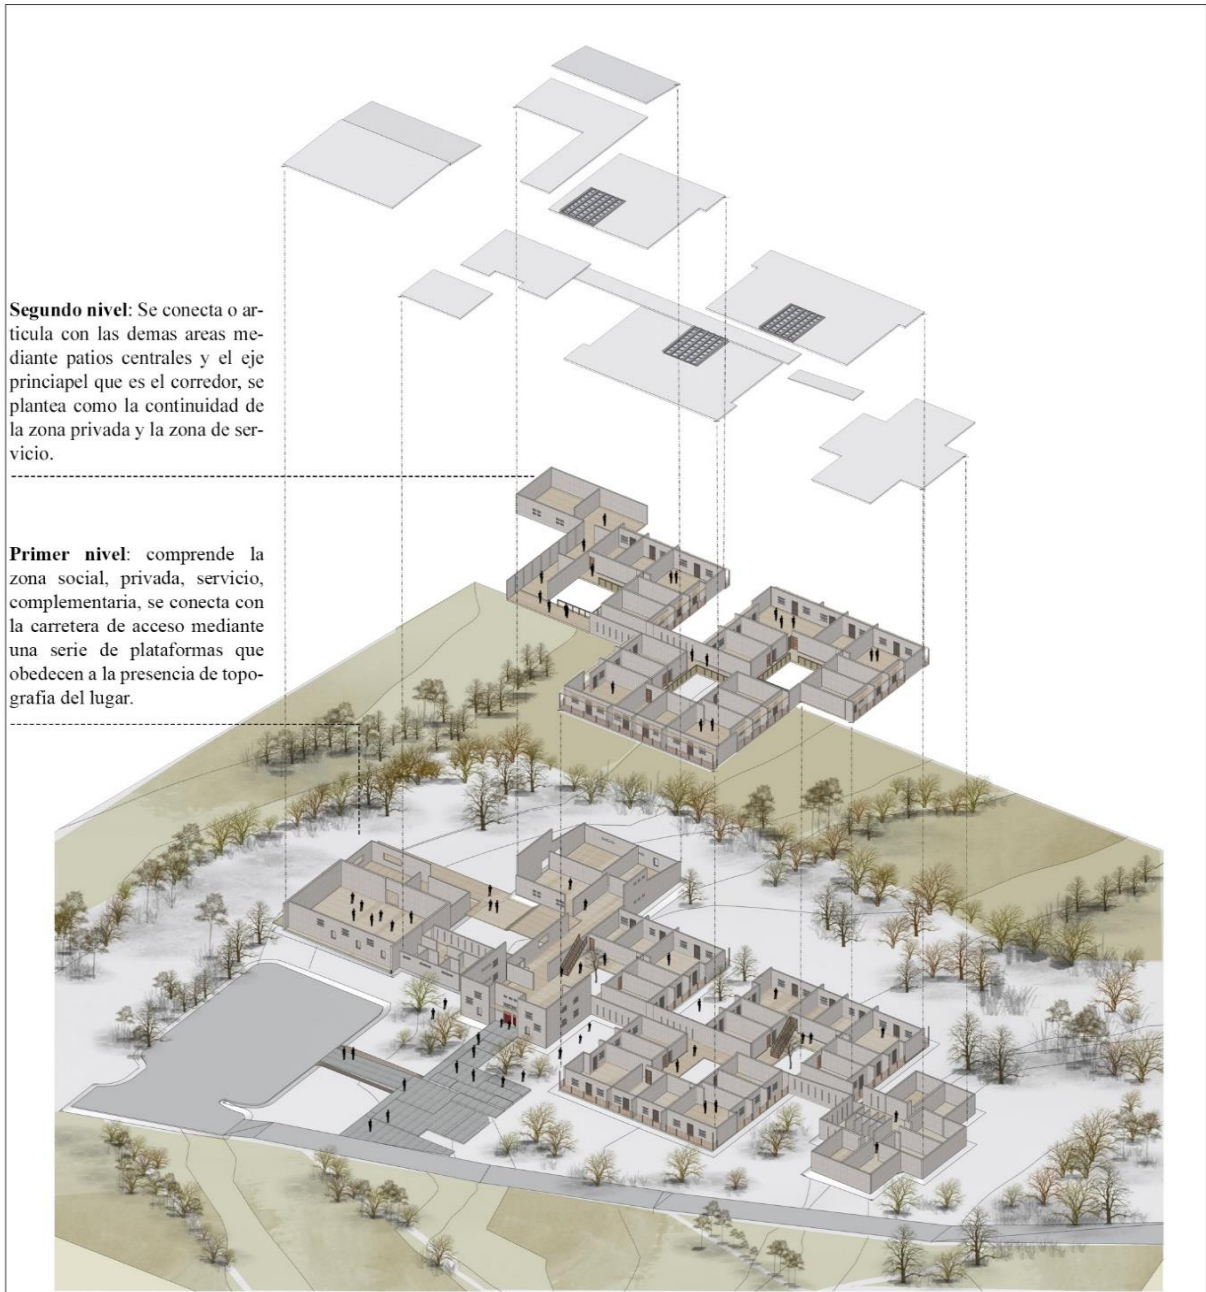 Segundo nivel: Se conecta o ar-
ticula con las demas areas me-
diante patios centrales y el eje
princiapel que es el corredor, se
plantea como la continuidad de
la zona privada y la zona de ser-
vicio.
Primer nivel: comprende la
zona social, privada, servicio,
complementaria, se conecta con
la carretera de acceso mediante
una serie de plataformas que
obedecen a la presencia de topo-
grafia del lugar.